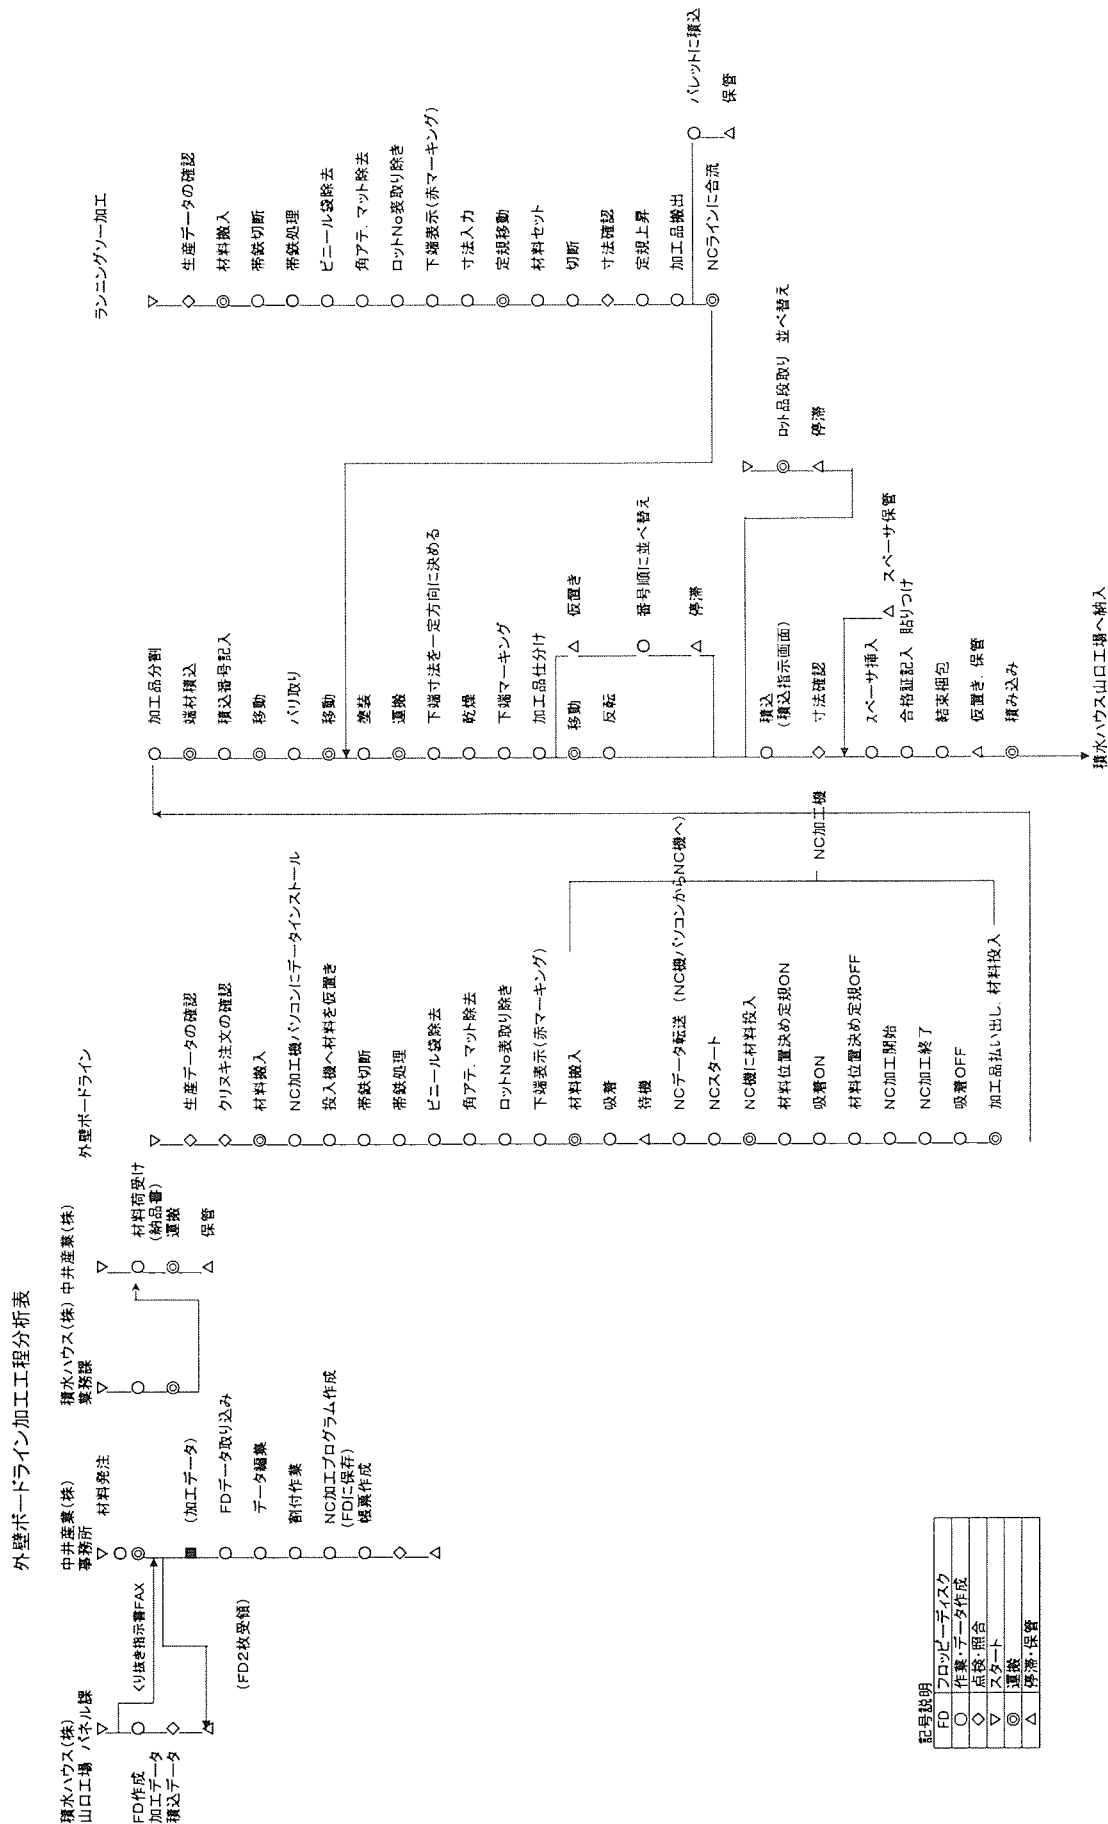 外壁ボードライン加工工程分析表
積水ハウス(株)
山口工場 パネル課
FD作成
加工データ
積込データ
くり抜き指示書FAX
(FD2枚受領)
中井産業(株)
事務所
材料発注
(加工データ)
FDデータ取り込み
データ編集
割付作業
NC加工プログラム作成
(FDに保存)
帳票作成
積水ハウス(株)
業務課
中井産業(株)
材料荷受け
(納品書)
運搬
保管
外壁ボードライン
生産データの確認
クリヌキ注文の確認
材料搬入
NC加工機パソコンにデータインストール
投入機へ材料を仮置き
帯鉄切断
帯鉄処理
ビニール袋除去
角アテ、マット除去
ロットNo表取り除き
下端表示(赤マーキング)
材料搬入
吸着
待機
NCデータ転送 (NC機パソコンからNC機へ)
NCスタート
NC機に材料投入
材料位置決め定規ON
吸着ON
材料位置決め定規OFF
NC加工開始
NC加工終了
吸着OFF
加工品払い出し、材料投入
NC加工機
加工品分割
端材積込
積込番号記入
移動
バリ取り
移動
塗装
運搬
下端寸法を一定方向に決める
乾燥
下端マーキング
加工品仕分け
移動
反転
仮置き
番号順に並べ替え
停滞
積込
(積込指示画面)
寸法確認
スペーサ挿入
合格証記入 貼りつけ
結束梱包
仮置き、保管
積み込み
スペーサ保管
積水ハウス山口工場へ納入
ロット品段取り 並べ替え
停滞
ランニングソー加工
生産データの確認
材料搬入
帯鉄切断
帯鉄処理
ビニール袋除去
角アテ、マット除去
ロットNo表取り除き
下端表示(赤マーキング)
寸法入力
定規移動
材料セット
切断
寸法確認
定規上昇
加工品搬出
NCラインに合流
パレットに積込
保管
記号説明
FD フロッピーディスク
○ 作業・データ作成
◇ 点検・照合
▽ スタート
◎ 運搬
△ 停滞・保管